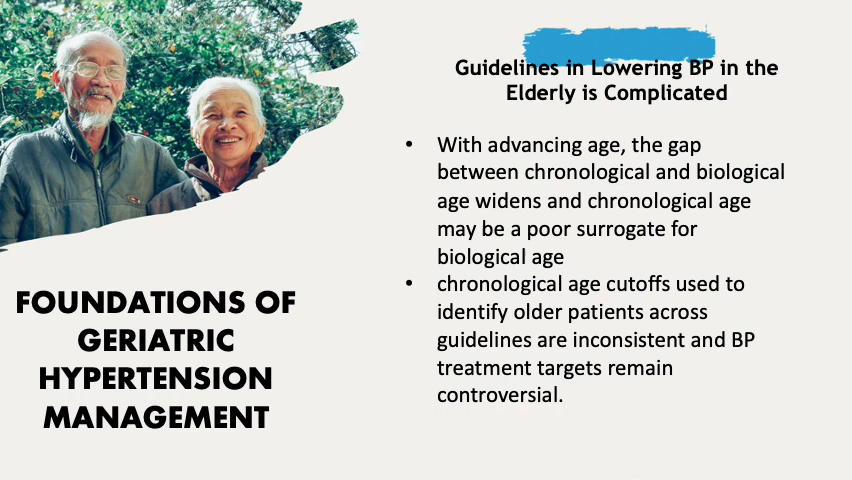 Guidelines in Lowering BP in the
Elderly is Complicated
• With advancing age, the gap
between chronological and biological
age widens and chronological age
may be a poor surrogate for
biological age
• chronological age cutoffs used to
identify older patients across
guidelines are inconsistent and BP
treatment targets remain
controversial.
FOUNDATIONS OF
GERIATRIC
HYPERTENSION
MANAGEMENT